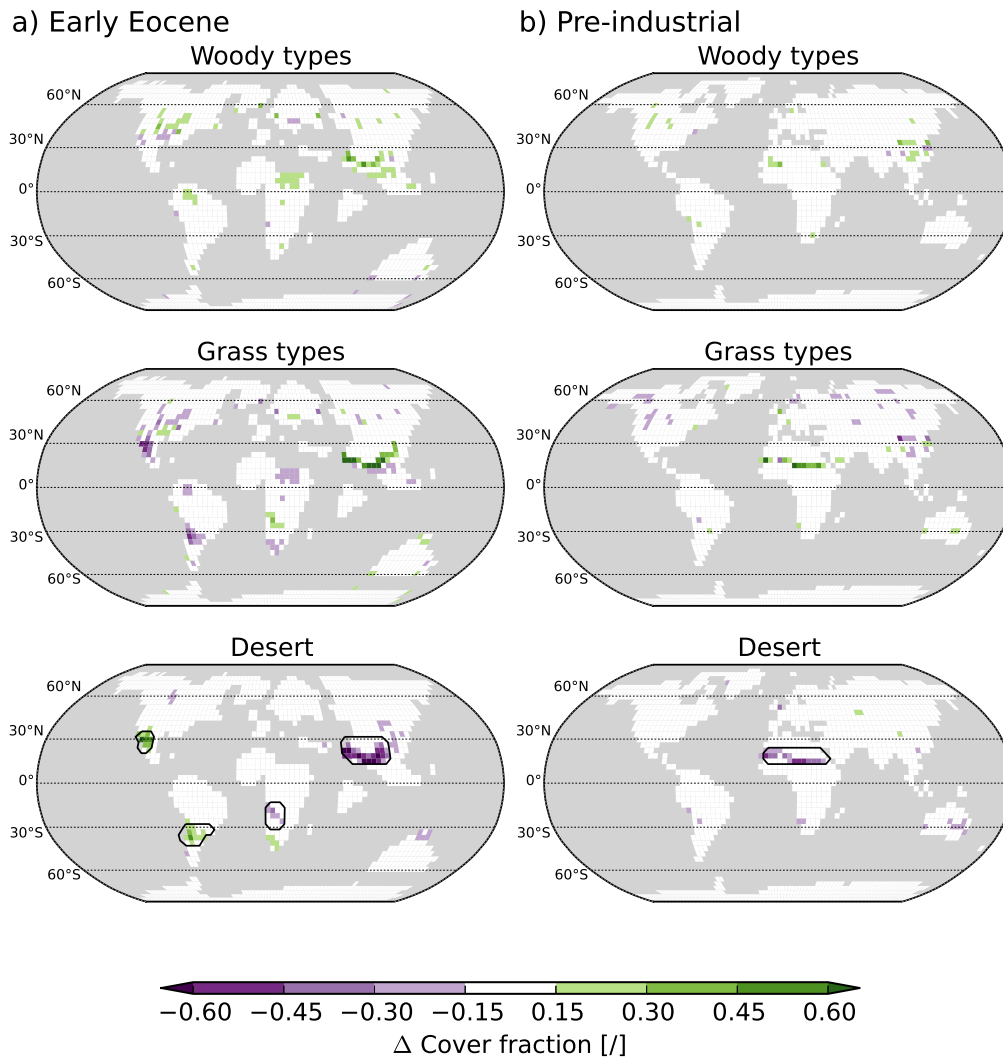 a) Early Eocene
b) Pre-industrial
Woody types
Woody types
60°N
30°N
0°
30°S
60°S
60°N
30°N
0°
30°S
60°S
Grass types
Grass types
60°N
30°N
0°
30°S
60°S
60°N
30°N
0°
30°S
60°S
Desert
Desert
60°N
30°N
0°
30°S
60°S
60°N
30°N
0°
30°S
60°S
−0.60 −0.45 −0.30 −0.15 0.15 0.30 0.45 0.60
Δ Cover fraction [/]